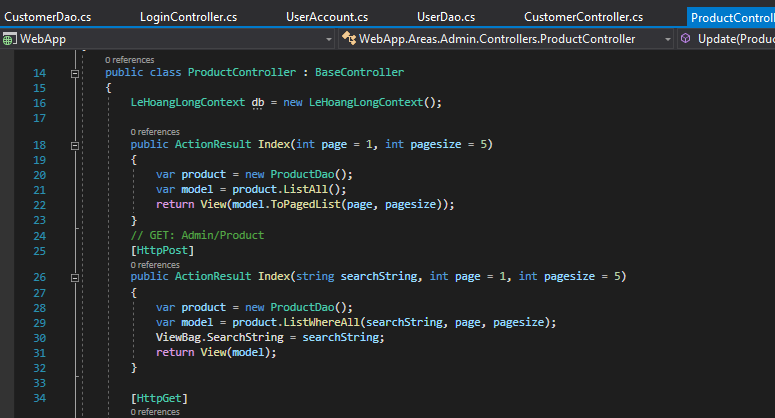 CustomerDao.cs LoginController.cs UserAccount.cs UserDao.cs CustomerController.cs ProductControll
WebApp WebApp.Areas.Admin.Controllers.ProductController Update(Produc
0 references
14 public class ProductController : BaseController
15 {
16 LeHoangLongContext db = new LeHoangLongContext();
17
0 references
18 public ActionResult Index(int page = 1, int pagesize = 5)
19 {
20 var product = new ProductDao();
21 var model = product.ListAll();
22 return View(model.ToPagedList(page, pagesize));
23 }
24 // GET: Admin/Product
25 [HttpPost]
0 references
26 public ActionResult Index(string searchString, int page = 1, int pagesize = 5)
27 {
28 var product = new ProductDao();
29 var model = product.ListWhereAll(searchString, page, pagesize);
30 ViewBag.SearchString = searchString;
31 return View(model);
32 }
33
34 [HttpGet]
0 references